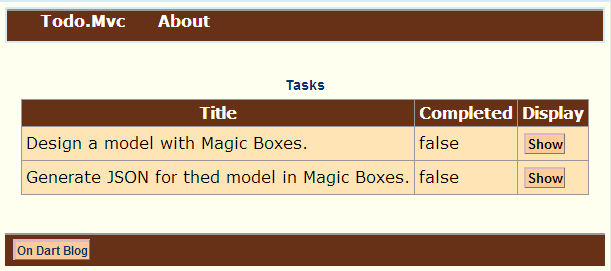 Todo.Mvc About
Tasks
Title Completed Display
Design a model with Magic Boxes. false Show
Generate JSON for thed model in Magic Boxes. false Show
On Dart Blog